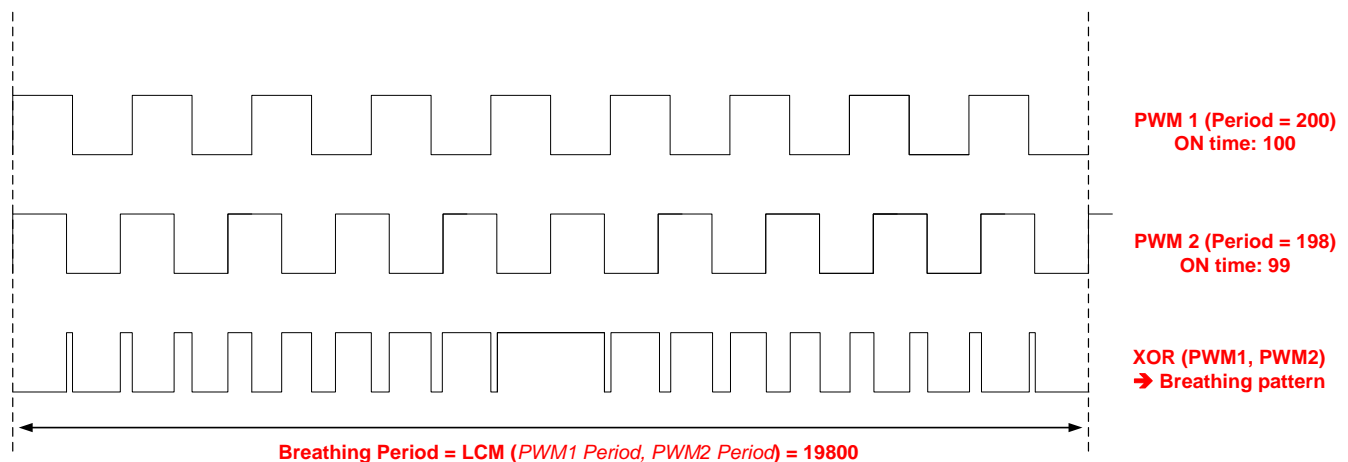 PWM 1 (Period = 200)
ON time: 100
PWM 2 (Period = 198)
ON time: 99
XOR (PWM1, PWM2)
➔ Breathing pattern
Breathing Period = LCM (PWM1 Period, PWM2 Period) = 19800